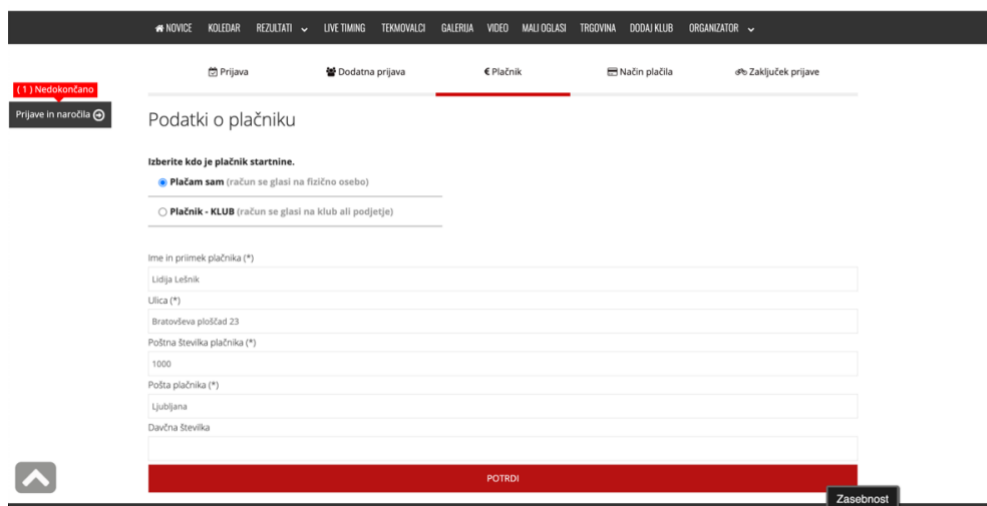 NOVICE KOLEDAR REZULTATI LIVE TIMING TEKMOVALCI GALERIJA VIDEO MALI OGLASI TRGOVINA DODAJ KLUB ORGANIZATOR
Prijava Dodatna prijava € Plačnik Način plačila Zaključek prijave
( 1 ) Nedokončano
Prijave in naročila
Podatki o plačniku
Izberite kdo je plačnik startnine.
Plačam sam (račun se glasi na fizično osebo)
Plačnik - KLUB (račun se glasi na klub ali podjetje)
Ime in priimek plačnika (*)
Lidija Lešnik
Ulica (*)
Bratovševa ploščad 23
Poštna številka plačnika (*)
1000
Pošta plačnika (*)
Ljubljana
Davčna številka
POTRDI
Zasebnost